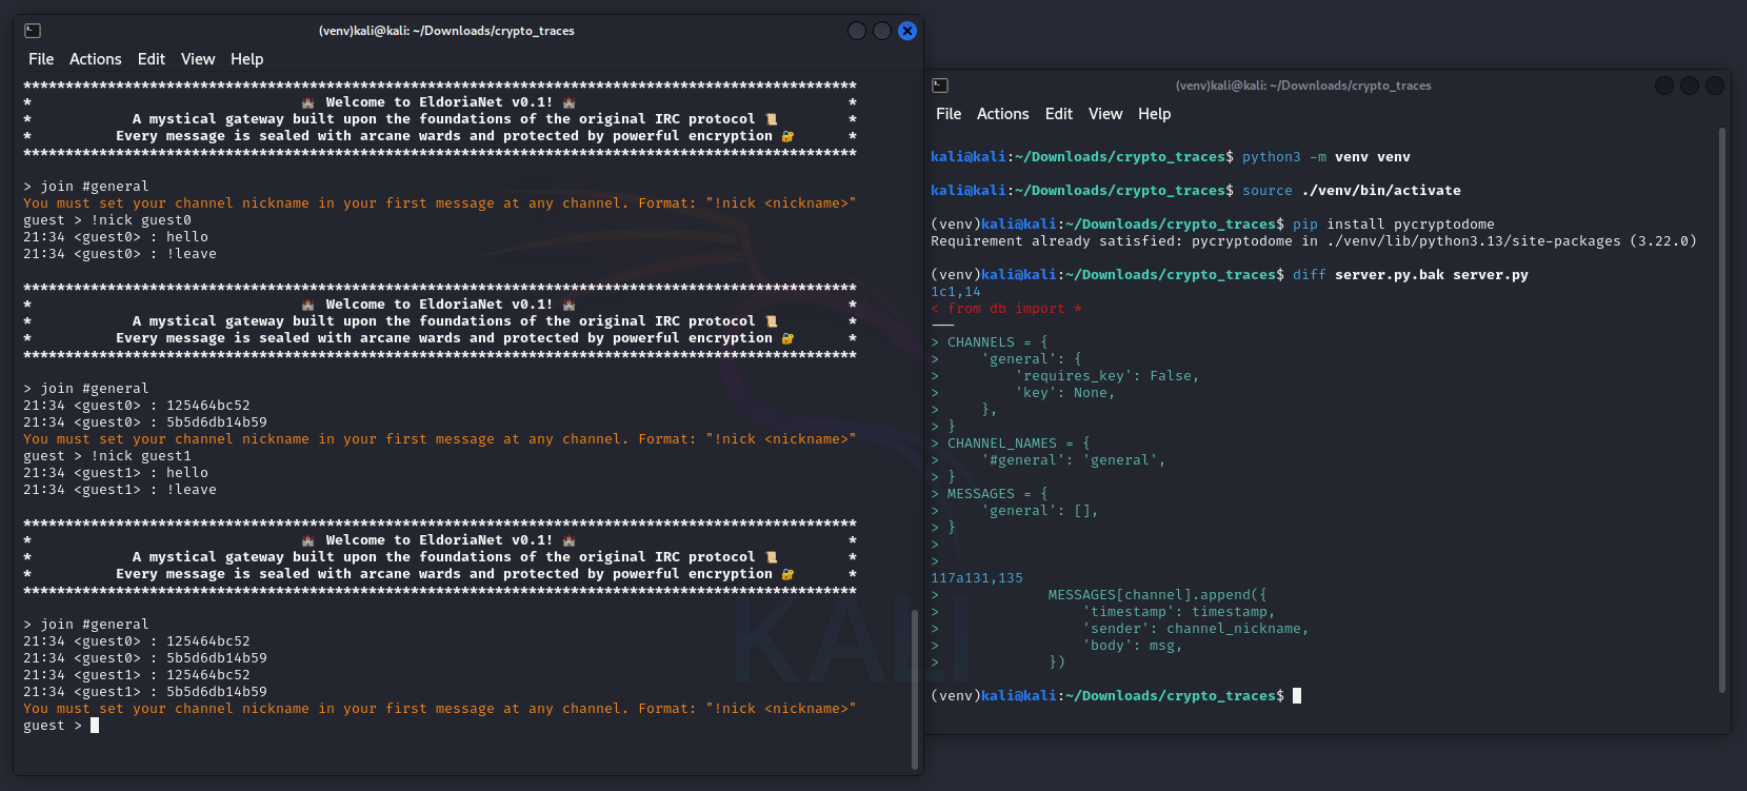 (venv)kali@kali: ~/Downloads/crypto_traces
File Actions Edit View Help
***************************************************************************************************
* 🏰 Welcome to EldoriaNet v0.1! 🏰 *
* A mystical gateway built upon the foundations of the original IRC protocol 📜 *
* Every message is sealed with arcane wards and protected by powerful encryption 🔐 *
***************************************************************************************************
> join #general
You must set your channel nickname in your first message at any channel. Format: "!nick <nickname>"
guest > !nick guest0
21:34 <guest0> : hello
21:34 <guest0> : !leave
***************************************************************************************************
* 🏰 Welcome to EldoriaNet v0.1! 🏰 *
* A mystical gateway built upon the foundations of the original IRC protocol 📜 *
* Every message is sealed with arcane wards and protected by powerful encryption 🔐 *
***************************************************************************************************
> join #general
21:34 <guest0> : 125464bc52
21:34 <guest0> : 5b5d6db14b59
You must set your channel nickname in your first message at any channel. Format: "!nick <nickname>"
guest > !nick guest1
21:34 <guest1> : hello
21:34 <guest1> : !leave
***************************************************************************************************
* 🏰 Welcome to EldoriaNet v0.1! 🏰 *
* A mystical gateway built upon the foundations of the original IRC protocol 📜 *
* Every message is sealed with arcane wards and protected by powerful encryption 🔐 *
***************************************************************************************************
> join #general
21:34 <guest0> : 125464bc52
21:34 <guest0> : 5b5d6db14b59
21:34 <guest1> : 125464bc52
21:34 <guest1> : 5b5d6db14b59
You must set your channel nickname in your first message at any channel. Format: "!nick <nickname>"
guest >
KALI
(venv)kali@kali: ~/Downloads/crypto_traces
File Actions Edit View Help
kali@kali:~/Downloads/crypto_traces$ python3 -m venv venv
kali@kali:~/Downloads/crypto_traces$ source ./venv/bin/activate
(venv)kali@kali:~/Downloads/crypto_traces$ pip install pycryptodome
Requirement already satisfied: pycryptodome in ./venv/lib/python3.13/site-packages (3.22.0)
(venv)kali@kali:~/Downloads/crypto_traces$ diff server.py.bak server.py
1c1,14
< from db import *
---
> CHANNELS = {
>     'general': {
>         'requires_key': False,
>         'key': None,
>     },
> }
> CHANNEL_NAMES = {
>     '#general': 'general',
> }
> MESSAGES = {
>     'general': [],
> }
>
>
117a131,135
>             MESSAGES[channel].append({
>                 'timestamp': timestamp,
>                 'sender': channel_nickname,
>                 'body': msg,
>             })
(venv)kali@kali:~/Downloads/crypto_traces$